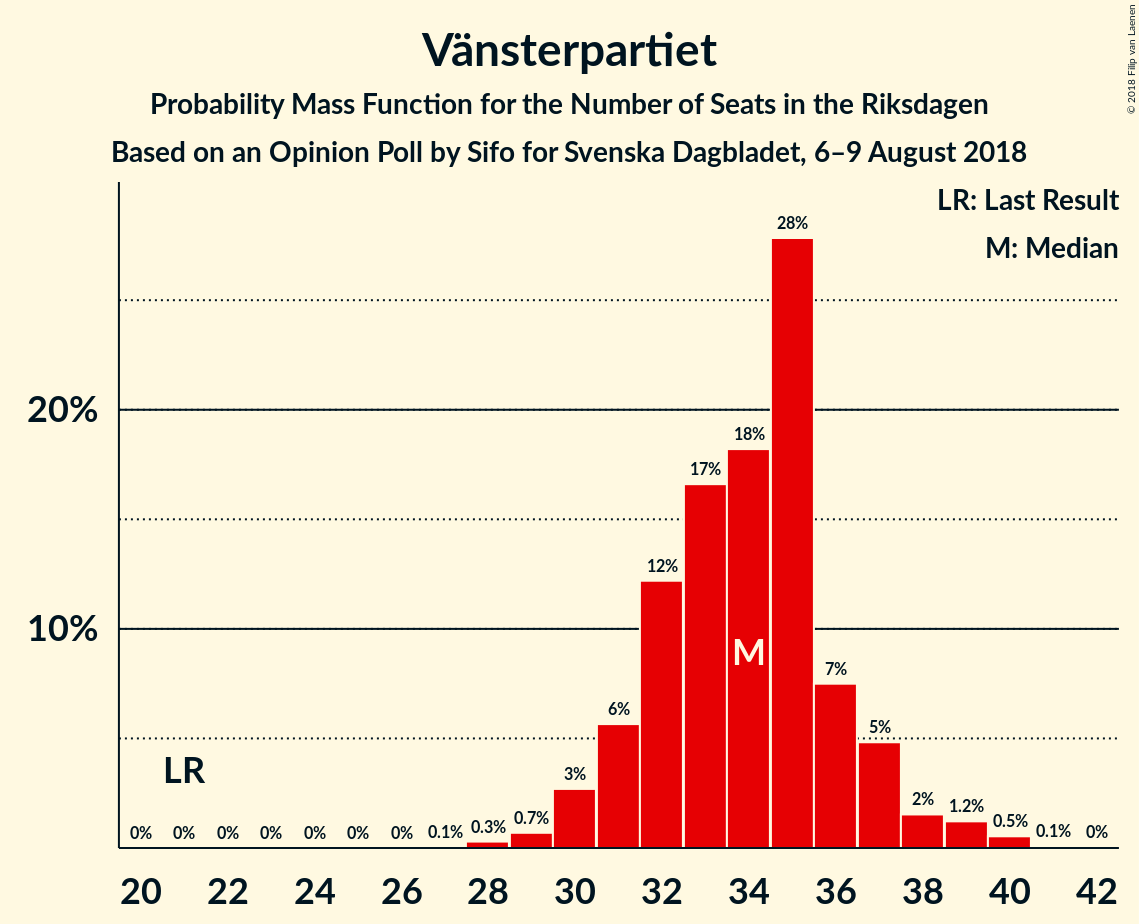 Vänsterpartiet
Probability Mass Function for the Number of Seats in the Riksdagen
Based on an Opinion Poll by Sifo for Svenska Dagbladet, 6–9 August 2018
© 2018 Filip van Laenen
LR: Last Result
M: Median
28%
20%
18%
17%
12%
10%
M
7%
6%
5%
LR
3%
2%
0% 0% 0% 0% 0% 0% 0% 0.1% 0.3% 0.7% 1.2% 0.5% 0.1% 0%
20 22 24 26 28 30 32 34 36 38 40 42